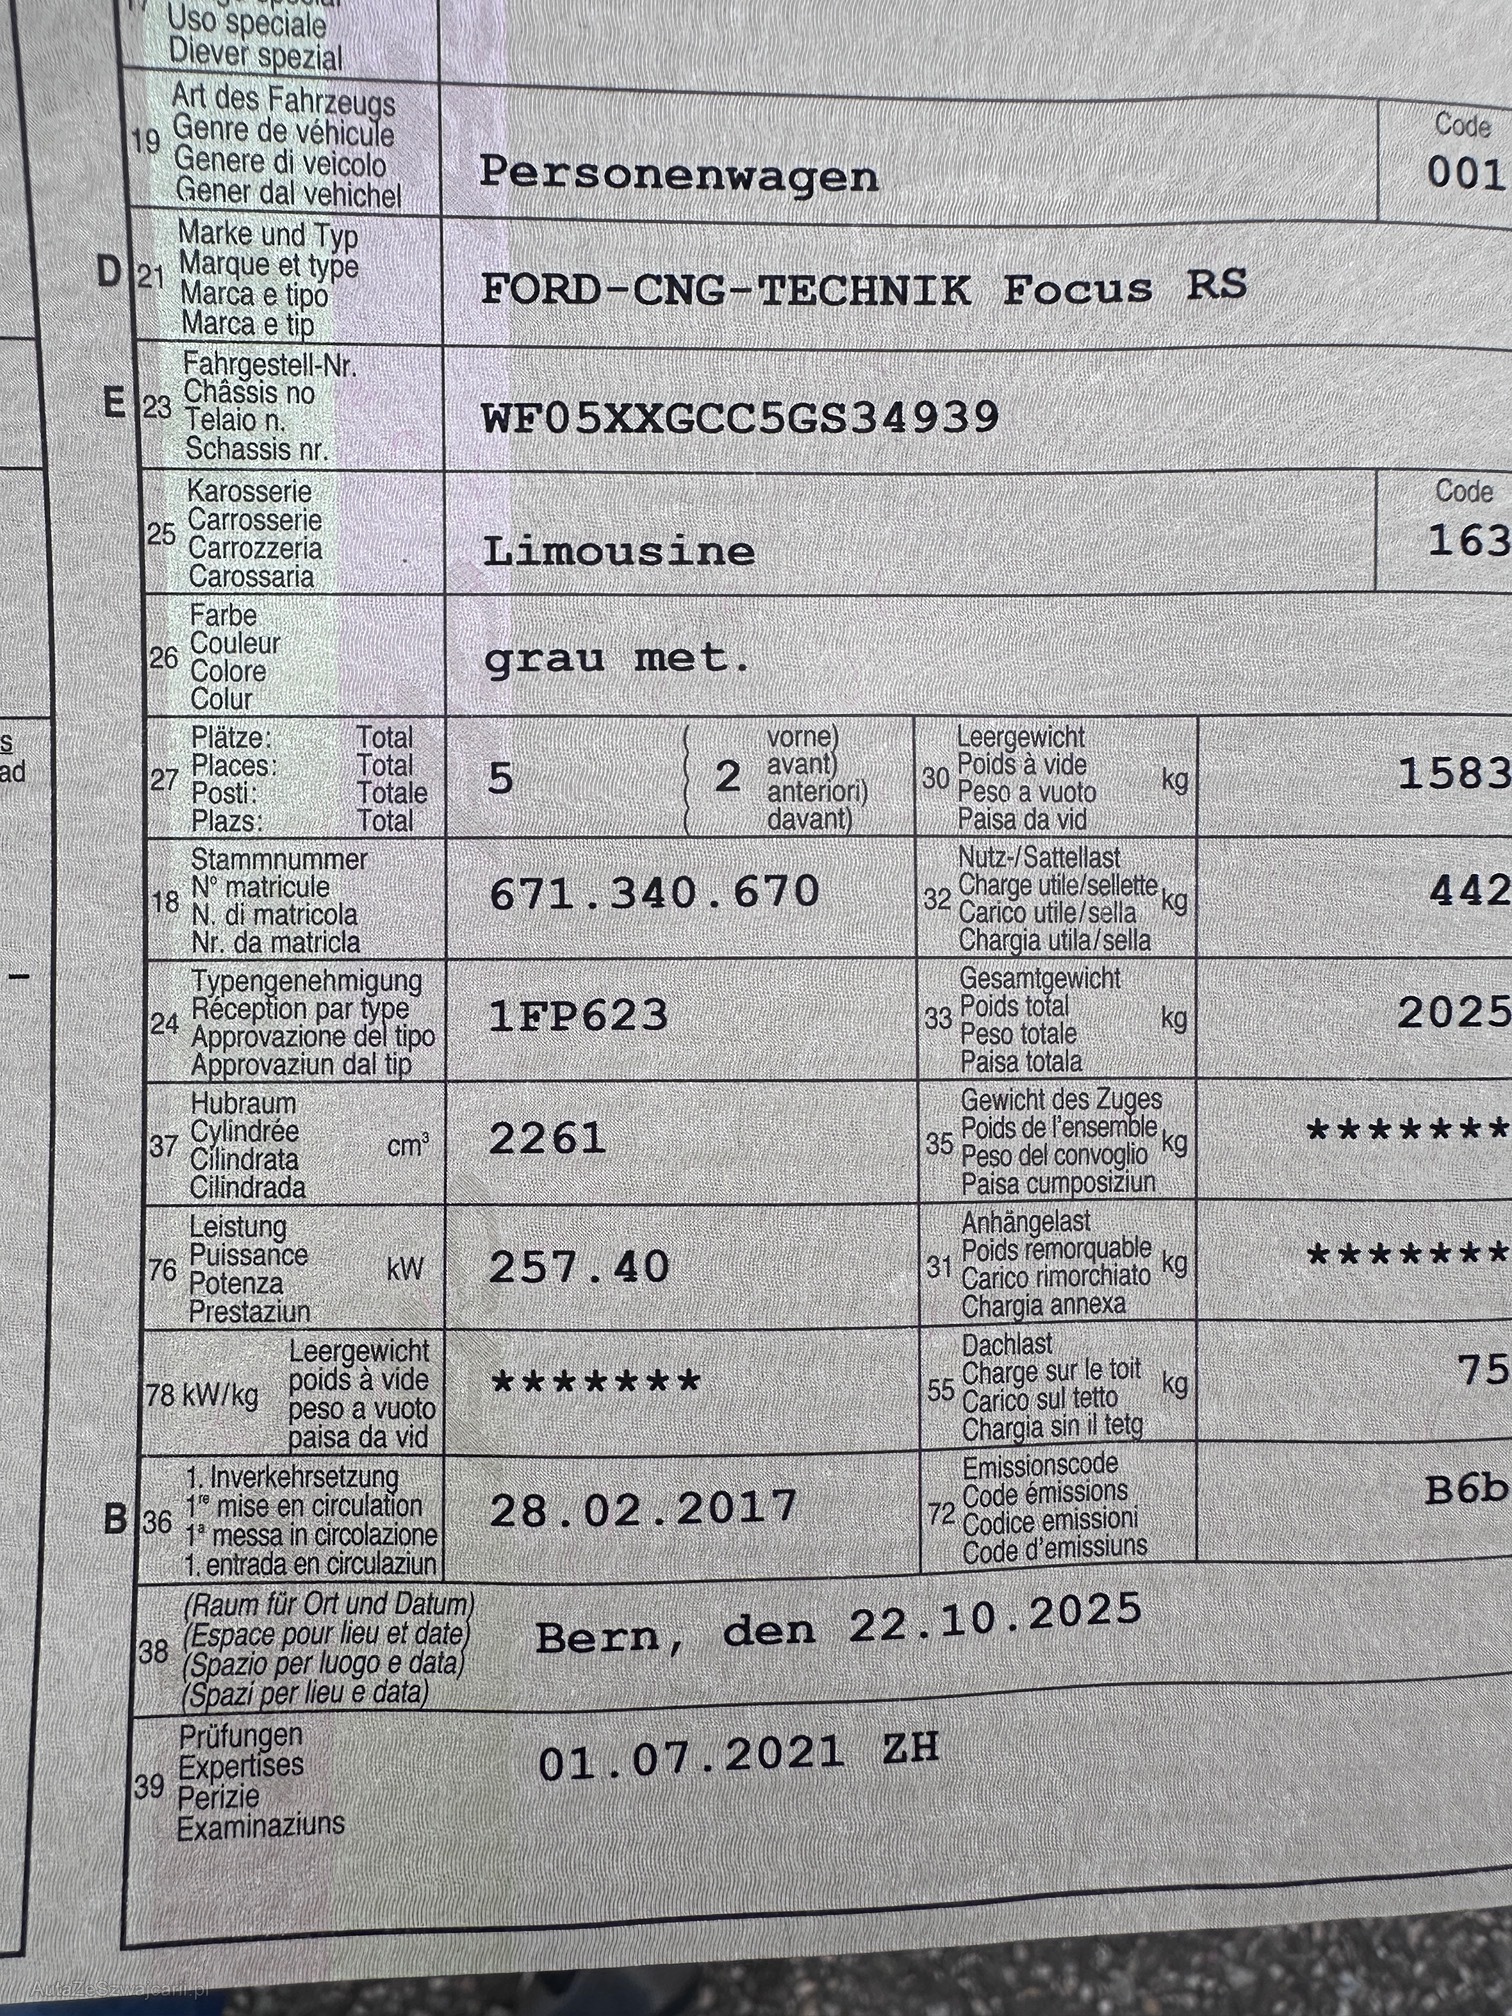 17
Uso speciale
Diever spezial
19 Art des Fahrzeugs
Genre de véhicule
Genere di veicolo
Gener dal vehichel
Personenwagen
Code
001
D 21 Marke und Typ
Marque et type
Marca e tipo
Marca e tip
FORD-CNG-TECHNIK Focus RS
E 23 Fahrgestell-Nr.
Châssis no
Telaio n.
Schassis nr.
WF05XXGCC5GS34939
25 Karosserie
Carrosserie
Carrozzeria
Carossaria
Limousine
Code
163
26 Farbe
Couleur
Colore
Colur
grau met.
s
ad
27 Plätze: Total
Places: Total
Posti: Totale
Plazs: Total
5 ( 2 vorne)
avant)
anteriori)
davant)
30 Leergewicht
Poids à vide
Peso a vuoto
Paisa da vid
kg
1583
18 Stammnummer
N° matricule
N. di matricola
Nr. da matricla
671.340.670
32 Nutz-/Sattellast
Charge utile/sellette
Carico utile/sella
Chargia utila/sella
kg
442
–
24 Typengenehmigung
Réception par type
Approvazione del tipo
Approvaziun dal tip
1FP623
33 Gesamtgewicht
Poids total
Peso totale
Paisa totala
kg
2025
37 Hubraum
Cylindrée
Cilindrata
Cilindrada
cm³
2261
35 Gewicht des Zuges
Poids de l'ensemble
Peso del convoglio
Paisa cumposiziun
kg
*******
76 Leistung
Puissance
Potenza
Prestaziun
kW
257.40
31 Anhängelast
Poids remorquable
Carico rimorchiato
Chargia annexa
kg
*******
78 kW/kg
Leergewicht
poids à vide
peso a vuoto
paisa da vid
*******
55 Dachlast
Charge sur le toit
Carico sul tetto
Chargia sin il tetg
kg
75
B 36 1. Inverkehrsetzung
1re mise en circulation
1a messa in circolazione
1. entrada en circulaziun
28.02.2017
72 Emissionscode
Code émissions
Codice emissioni
Code d'emissiuns
B6b
38 (Raum für Ort und Datum)
(Espace pour lieu et date)
(Spazio per luogo e data)
(Spazi per lieu e data)
Bern, den 22.10.2025
39 Prüfungen
Expertises
Perizie
Examinaziuns
01.07.2021 ZH
AutaZeSzwajcarii.pl